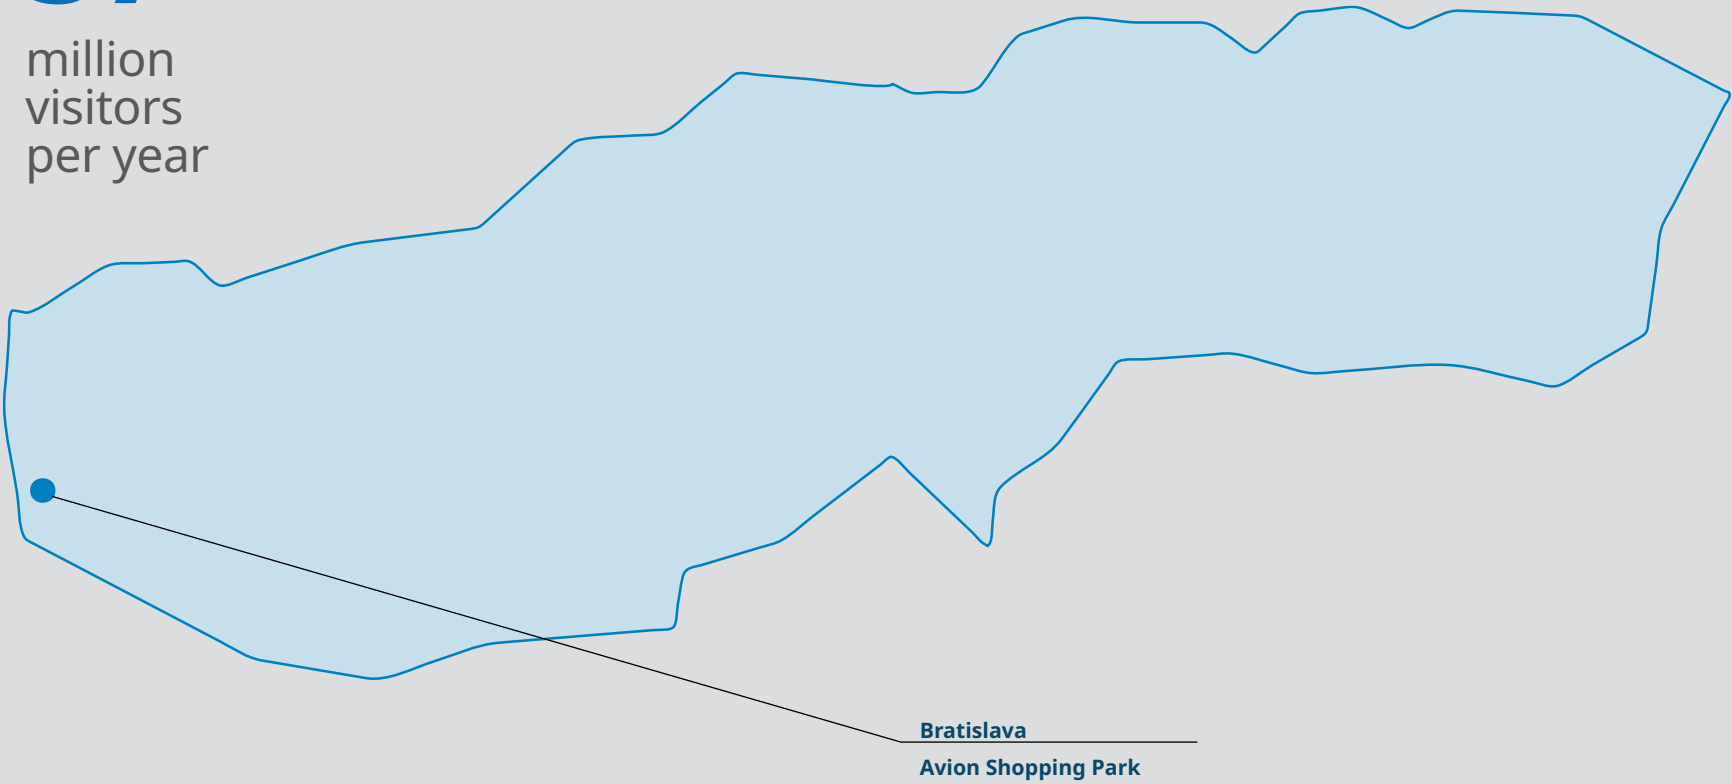 million
visitors
per year
Bratislava
Avion Shopping Park